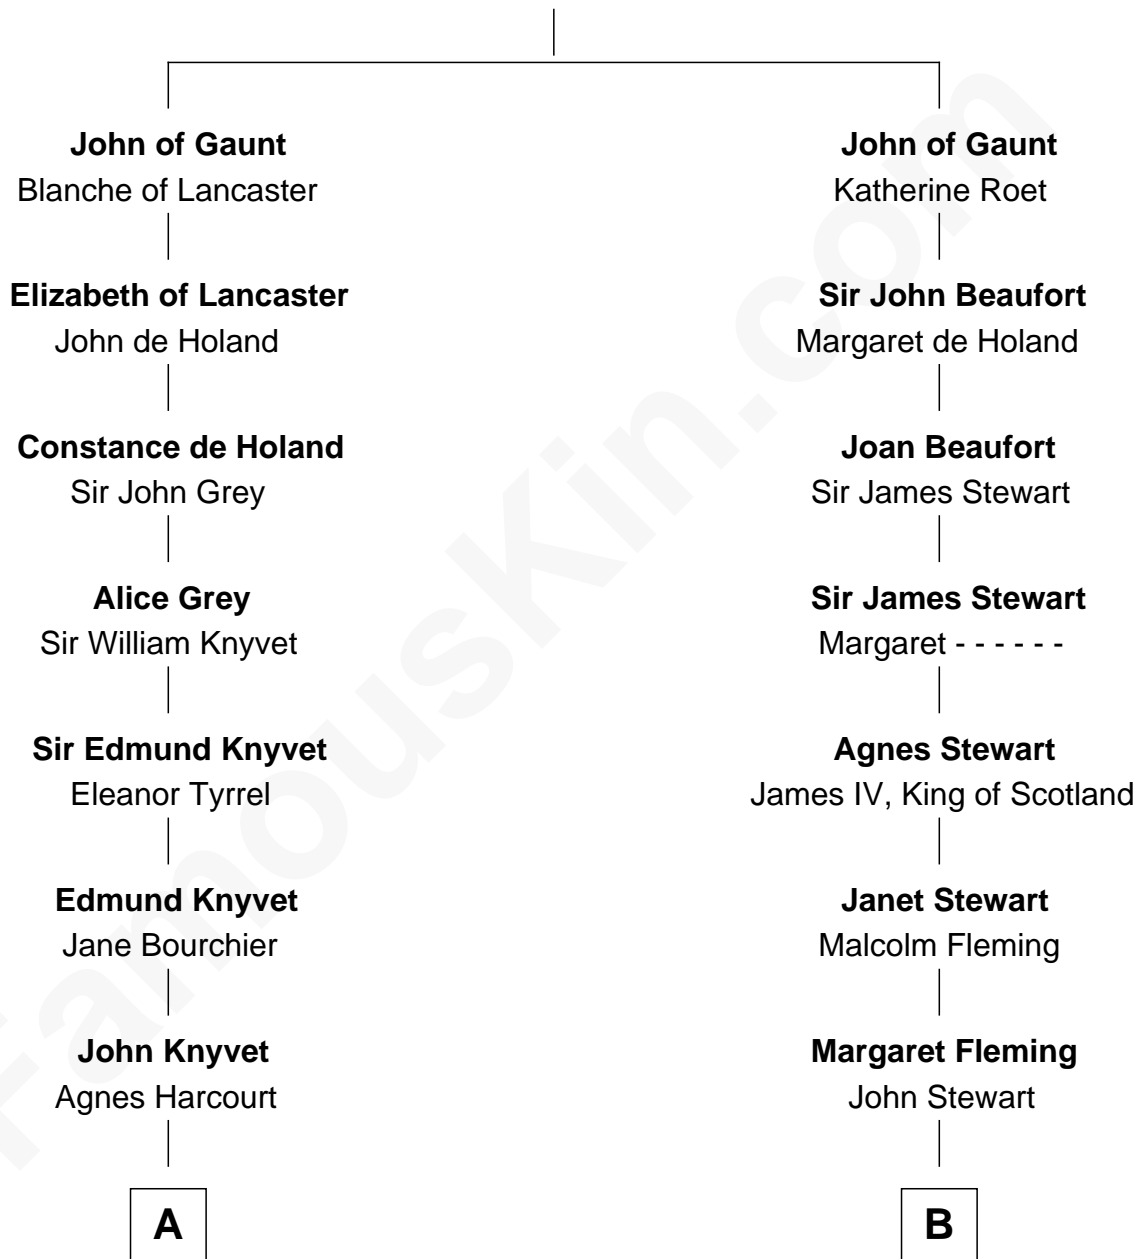 John of Gaunt
Blanche of Lancaster
Elizabeth of Lancaster
John de Holand
Constance de Holand
Sir John Grey
Alice Grey
Sir William Knyvet
Sir Edmund Knyvet
Eleanor Tyrrel
Edmund Knyvet
Jane Bourchier
John Knyvet
Agnes Harcourt
A
John of Gaunt
Katherine Roet
Sir John Beaufort
Margaret de Holand
Joan Beaufort
Sir James Stewart
Sir James Stewart
Margaret - - - - - -
Agnes Stewart
James IV, King of Scotland
Janet Stewart
Malcolm Fleming
Margaret Fleming
John Stewart
B
FamousKin.com